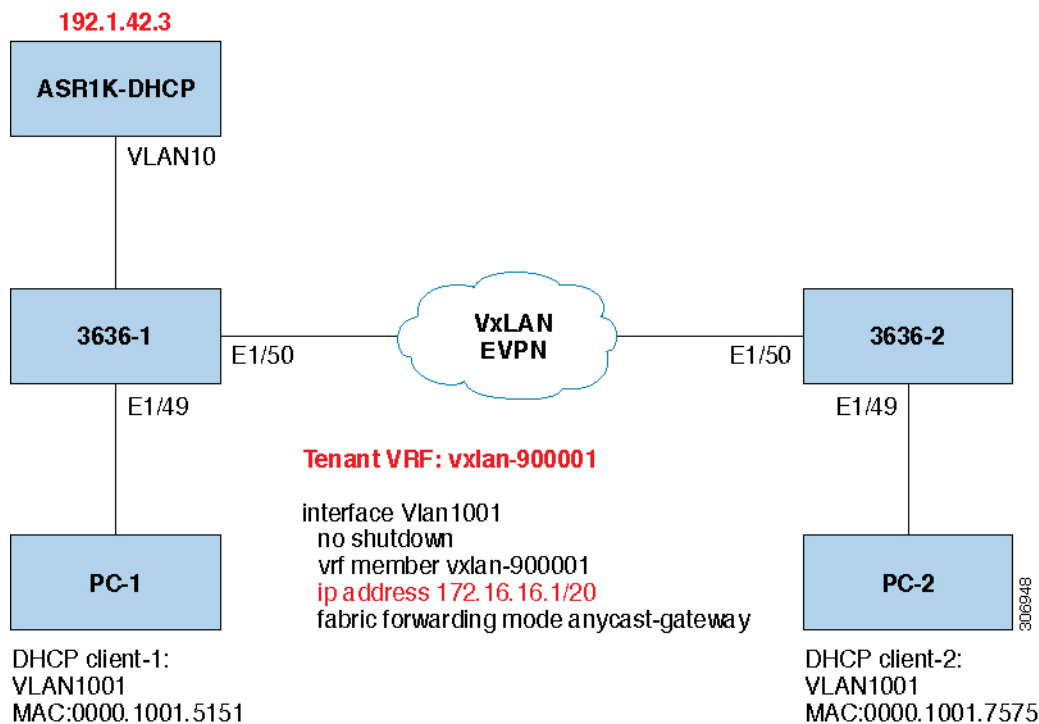 192.1.42.3
ASR1K-DHCP
VLAN10
3636-1
E1/50
E1/49
VxLAN
EVPN
E1/50
3636-2
E1/49
Tenant VRF: vxlan-900001
interface Vlan1001
no shutdown
vrf member vxlan-900001
ip address 172.16.16.1/20
fabric forwarding mode anycast-gateway
PC-1
DHCP client-1:
VLAN1001
MAC:0000.1001.5151
PC-2
DHCP client-2:
VLAN1001
MAC:0000.1001.7575
306948